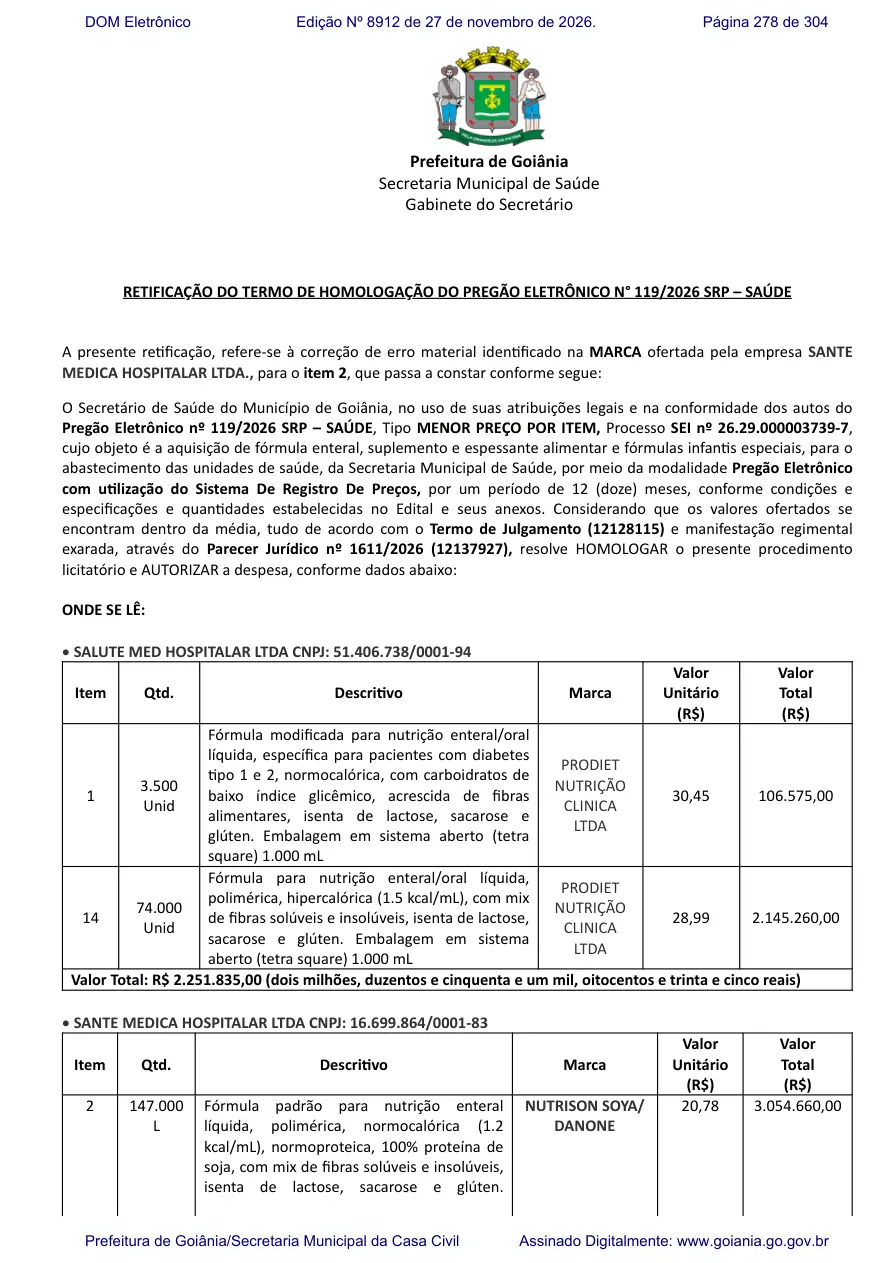 DOM Eletrônico Edição Nº 8912 de 27 de novembro de 2026. Página 278 de 304
PELA GRANDEZA DA PÁTRIA
Prefeitura de Goiânia
Secretaria Municipal de Saúde
Gabinete do Secretário
RETIFICAÇÃO DO TERMO DE HOMOLOGAÇÃO DO PREGÃO ELETRÔNICO N° 119/2026 SRP – SAÚDE
A presente retificação, refere-se à correção de erro material identificado na MARCA ofertada pela empresa SANTE
MEDICA HOSPITALAR LTDA., para o item 2, que passa a constar conforme segue:
O Secretário de Saúde do Município de Goiânia, no uso de suas atribuições legais e na conformidade dos autos do
Pregão Eletrônico nº 119/2026 SRP – SAÚDE, Tipo MENOR PREÇO POR ITEM, Processo SEI nº 26.29.000003739-7,
cujo objeto é a aquisição de fórmula enteral, suplemento e espessante alimentar e fórmulas infantis especiais, para o
abastecimento das unidades de saúde, da Secretaria Municipal de Saúde, por meio da modalidade Pregão Eletrônico
com utilização do Sistema De Registro De Preços, por um período de 12 (doze) meses, conforme condições e
especificações e quantidades estabelecidas no Edital e seus anexos. Considerando que os valores ofertados se
encontram dentro da média, tudo de acordo com o Termo de Julgamento (12128115) e manifestação regimental
exarada, através do Parecer Jurídico nº 1611/2026 (12137927), resolve HOMOLOGAR o presente procedimento
licitatório e AUTORIZAR a despesa, conforme dados abaixo:
ONDE SE LÊ:
• SALUTE MED HOSPITALAR LTDA CNPJ: 51.406.738/0001-94
Item Qtd. Descritivo Marca Valor
Unitário
(R$) Valor
Total
(R$)
1
3.500
Unid
Fórmula modificada para nutrição enteral/oral
líquida, específica para pacientes com diabetes
tipo 1 e 2, normocalórica, com carboidratos de
baixo índice glicêmico, acrescida de fibras
alimentares, isenta de lactose, sacarose e
glúten. Embalagem em sistema aberto (tetra
square) 1.000 mL
PRODIET
NUTRIÇÃO
CLINICA
LTDA
30,45
106.575,00
14
74.000
Unid
Fórmula para nutrição enteral/oral líquida,
polimérica, hipercalórica (1.5 kcal/mL), com mix
de fibras solúveis e insolúveis, isenta de lactose,
sacarose e glúten. Embalagem em sistema
aberto (tetra square) 1.000 mL
PRODIET
NUTRIÇÃO
CLINICA
LTDA
28,99
2.145.260,00
Valor Total: R$ 2.251.835,00 (dois milhões, duzentos e cinquenta e um mil, oitocentos e trinta e cinco reais)
• SANTE MEDICA HOSPITALAR LTDA CNPJ: 16.699.864/0001-83
Item Qtd. Descritivo Marca Valor
Unitário
(R$) Valor
Total
(R$)
2
147.000
L
Fórmula padrão para nutrição enteral
líquida, polimérica, normocalórica (1.2
kcal/mL), normoproteica, 100% proteína de
soja, com mix de fibras solúveis e insolúveis,
isenta de lactose, sacarose e glúten.
NUTRISON SOYA/
DANONE
20,78
3.054.660,00
Prefeitura de Goiânia/Secretaria Municipal da Casa Civil Assinado Digitalmente: www.goiania.go.gov.br